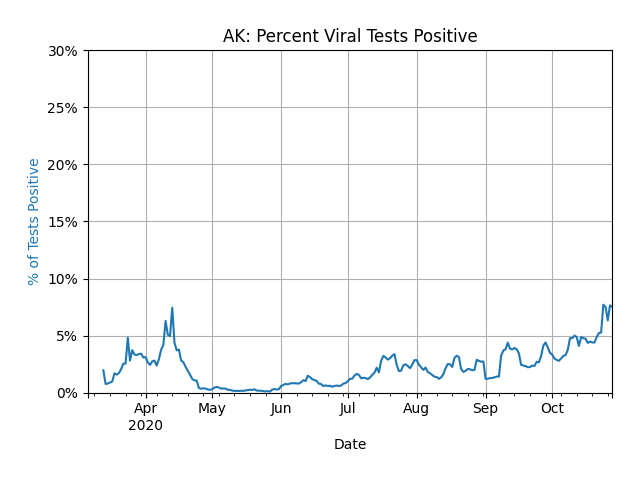 AK: Percent Viral Tests Positive
30%
25%
20%
15%
10%
5%
0%
% of Tests Positive
Apr May Jun Jul Aug Sep Oct
2020
Date